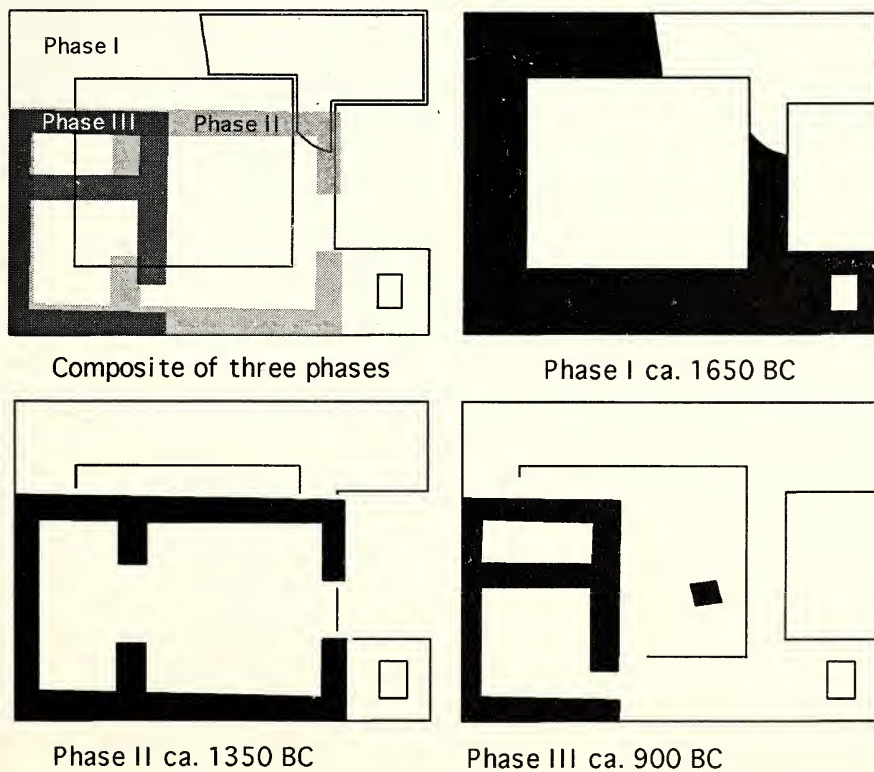 Phase I
Phase III
Phase II
Composite of three phases
Phase I ca. 1650 BC
Phase II ca. 1350 BC
Phase III ca. 900 BC